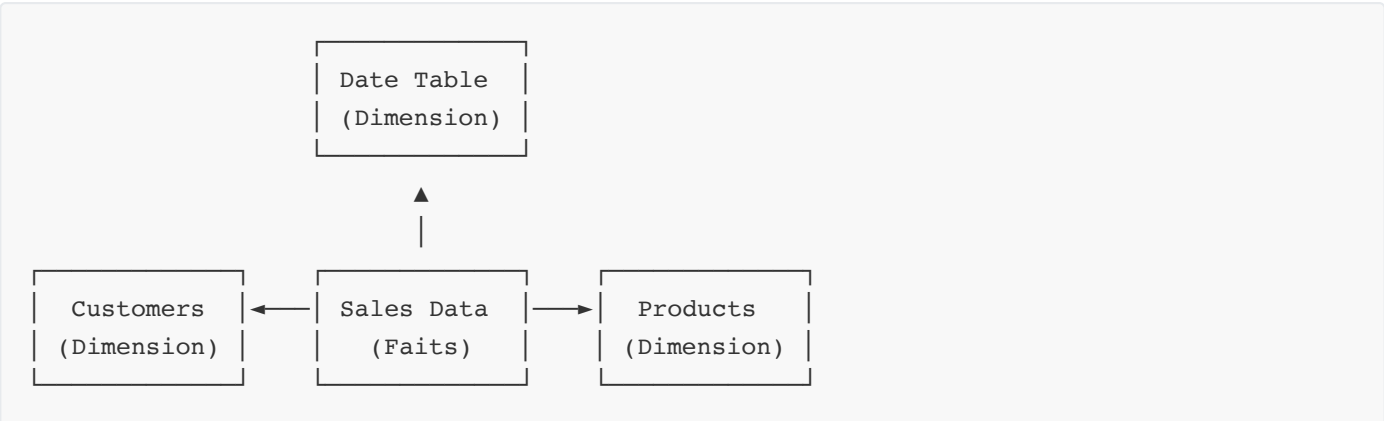 Date Table
(Dimension)
Customers Sales Data Products
(Dimension) (Faits) (Dimension)